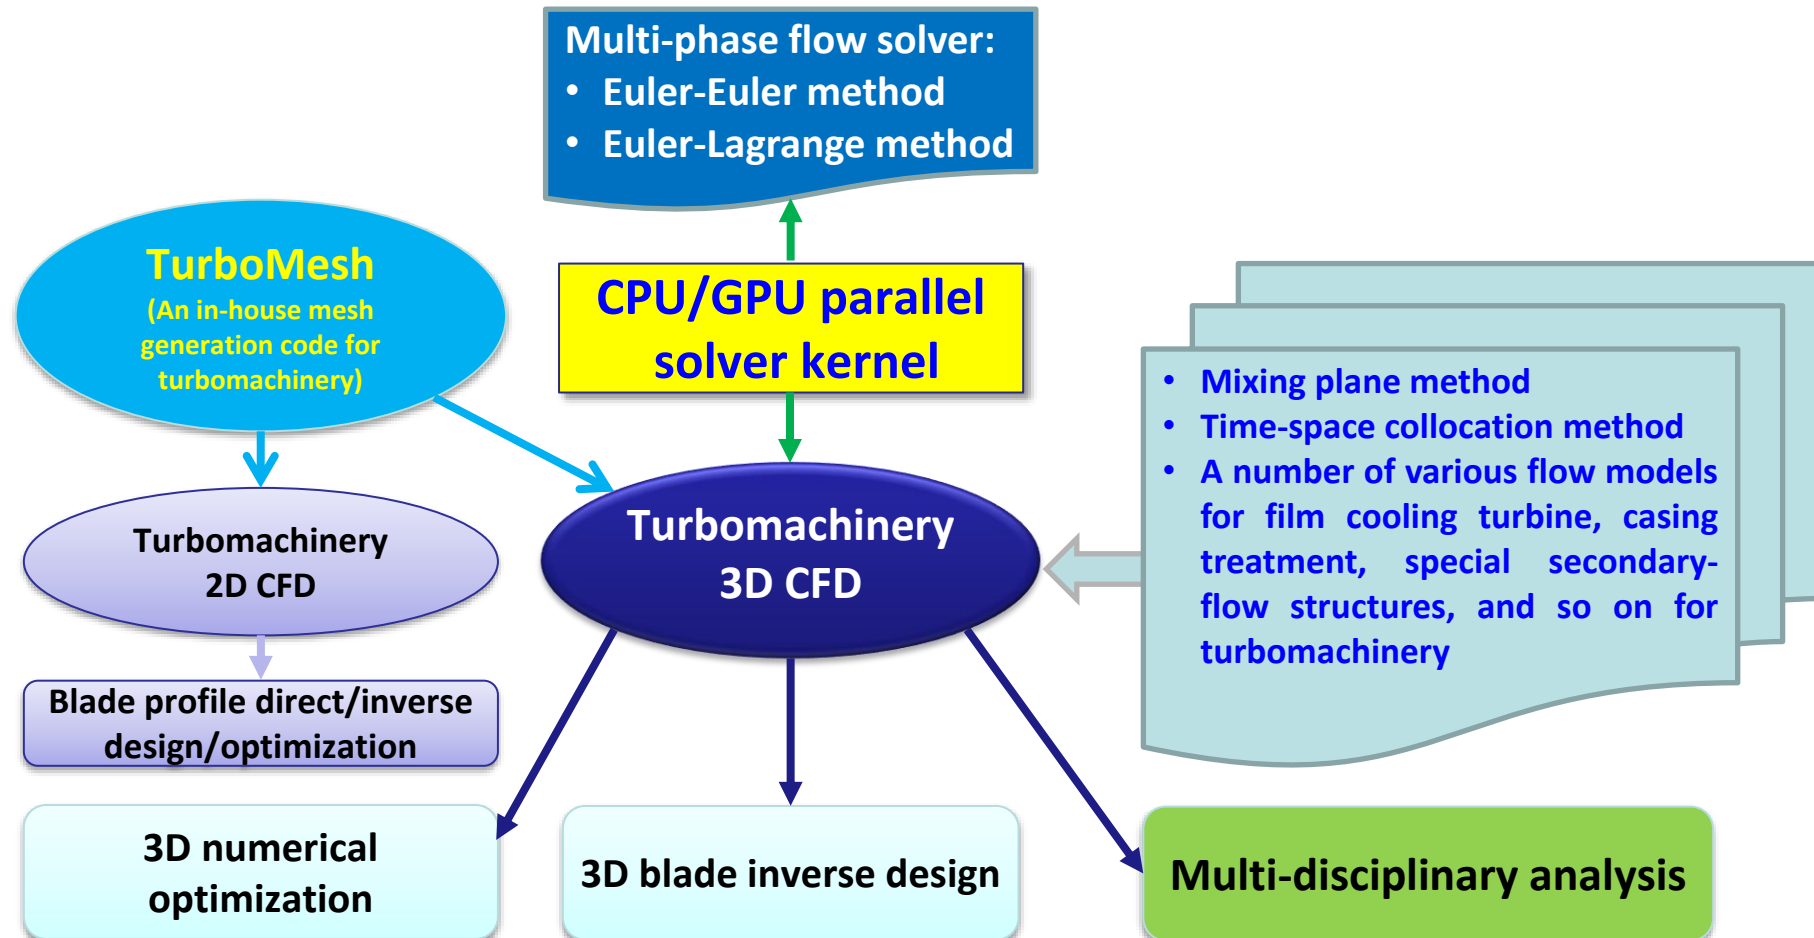 Multi-phase flow solver:
• Euler-Euler method
• Euler-Lagrange method
TurboMesh
(An in-house mesh
generation code for
turbomachinery)
CPU/GPU parallel
solver kernel
• Mixing plane method
• Time-space collocation method
• A number of various flow models
for film cooling turbine, casing
treatment, special secondary-
flow structures, and so on for
turbomachinery
Turbomachinery
2D CFD
Turbomachinery
3D CFD
Blade profile direct/inverse
design/optimization
3D numerical
optimization
3D blade inverse design
Multi-disciplinary analysis